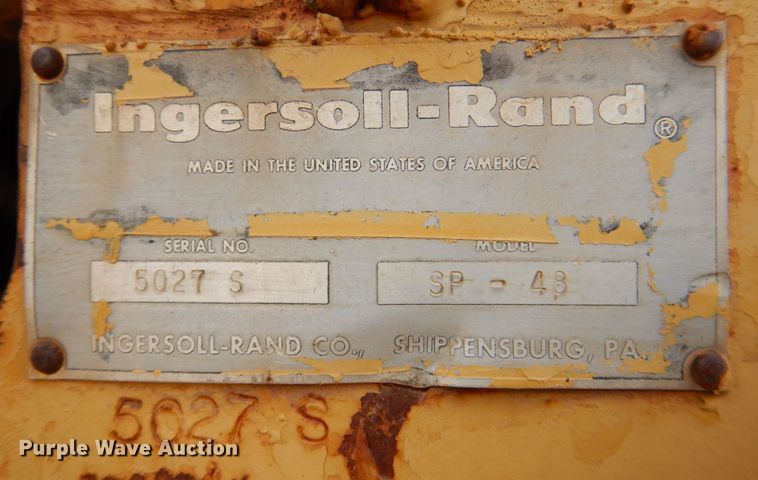 Ingersoll-Rand®
MADE IN THE UNITED STATES OF AMERICA
SERIAL NO. MODEL
5027 S SP - 48
INGERSOLL-RAND CO., SHIPPENSBURG, PA.
5027 S
Purple Wave Auction